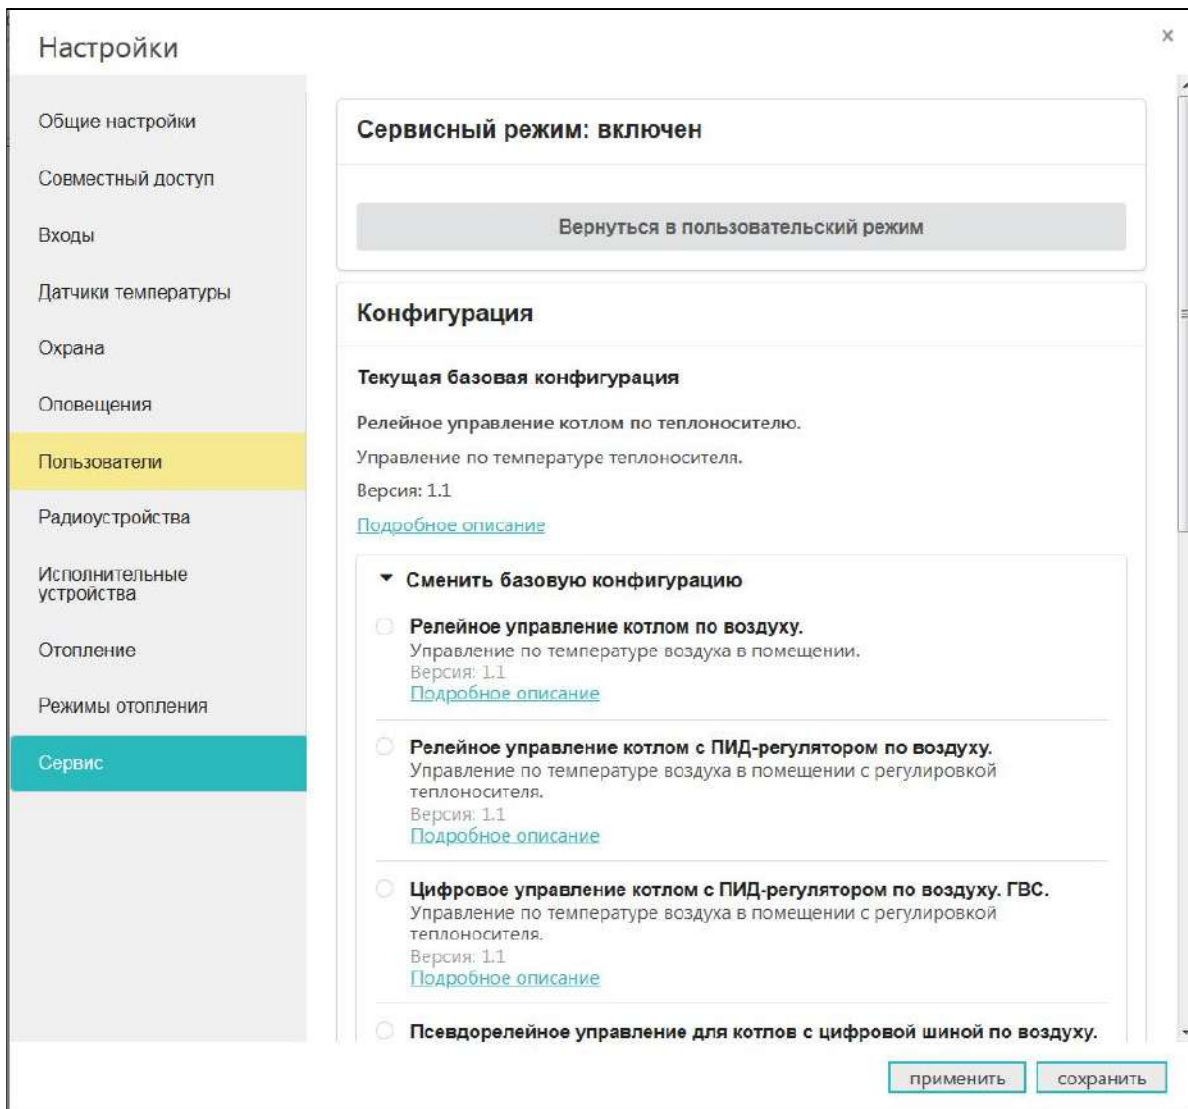 Настройки
×
Общие настройки
Совместный доступ
Входы
Датчики температуры
Охрана
Оповещения
Пользователи
Радиоустройства
Исполнительные
устройства
Отопление
Режимы отопления
Сервис
Сервисный режим: включен
Вернуться в пользовательский режим
Конфигурация
Текущая базовая конфигурация
Релейное управление котлом по теплоносителю.
Управление по температуре теплоносителя.
Версия: 1.1
Подробное описание
Сменить базовую конфигурацию
Релейное управление котлом по воздуху.
Управление по температуре воздуха в помещении.
Версия: 1.1
Подробное описание
Релейное управление котлом с ПИД-регулятором по воздуху.
Управление по температуре воздуха в помещении с регулировкой
теплоносителя.
Версия: 1.1
Подробное описание
Цифровое управление котлом с ПИД-регулятором по воздуху. ГВС.
Управление по температуре воздуха в помещении с регулировкой
теплоносителя.
Версия: 1.1
Подробное описание
Псевдорелейное управление для котлов с цифровой шиной по воздуху.
применить
сохранить